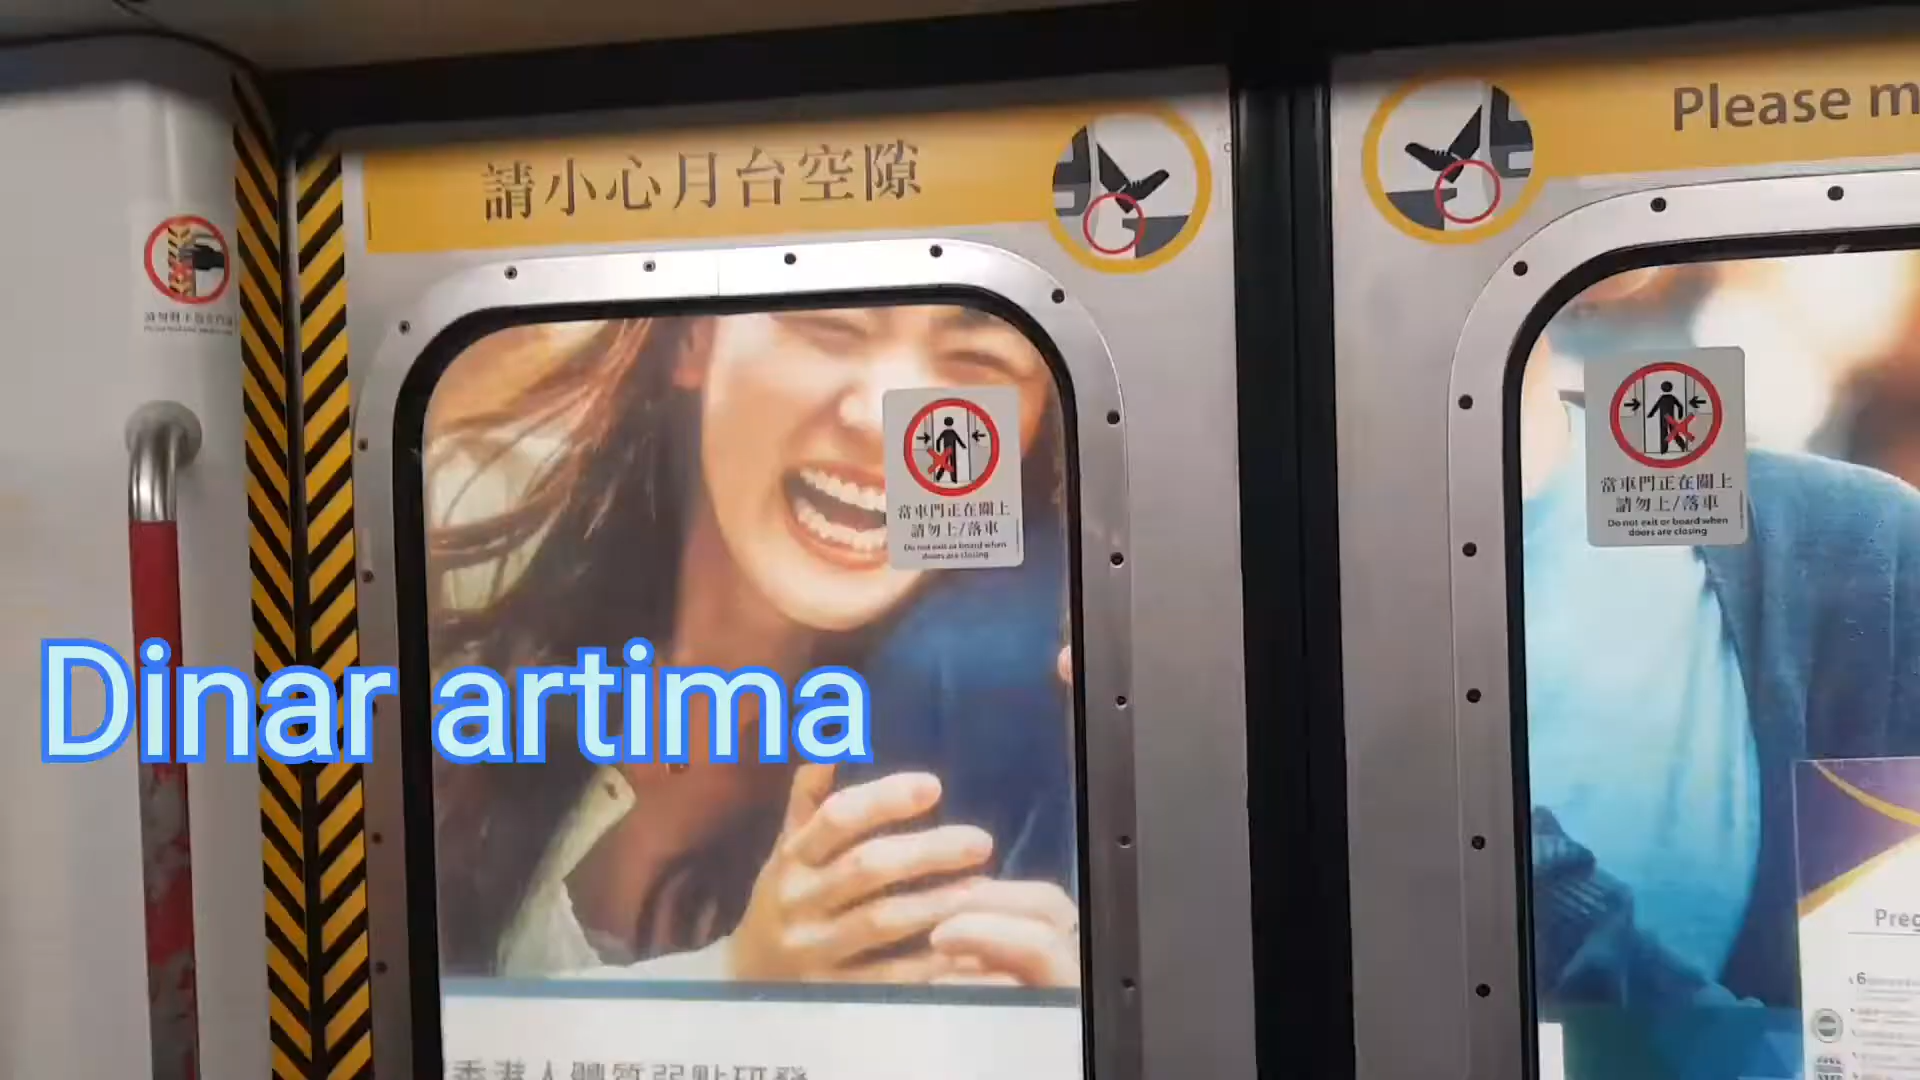 請小心月台空隙
Please m
當車門正在關上
請勿上/落車
Do not exit or board when
doors are closing
當車門正在關上
請勿上/落車
Do not exit or board when
doors are closing
Dinar artima
Preg
6